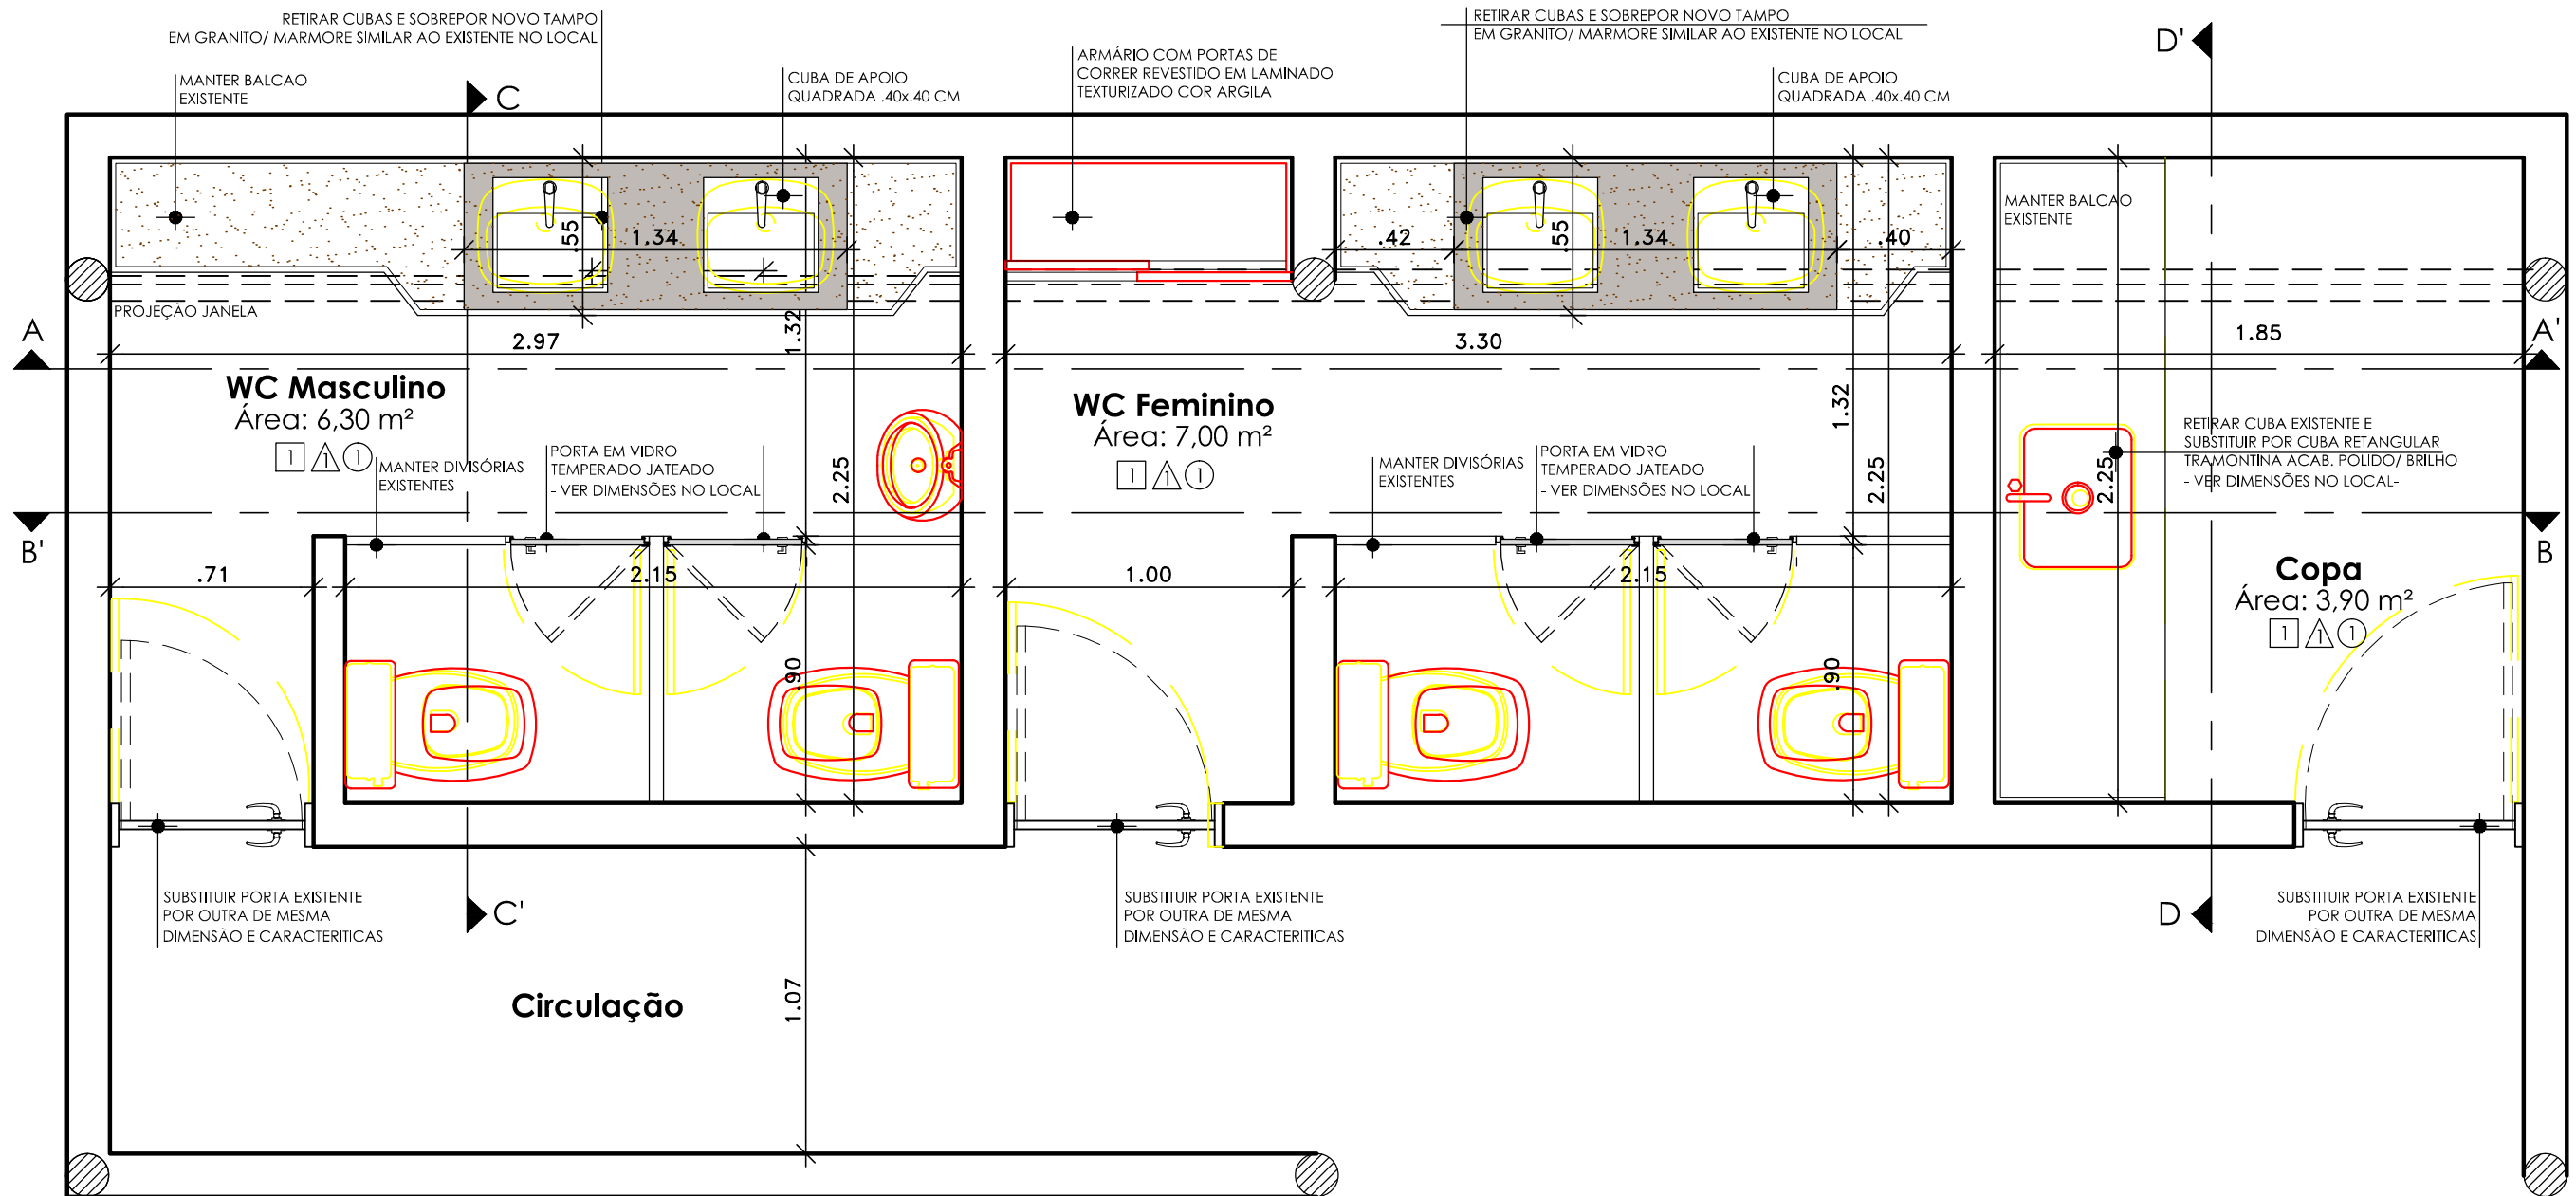 RETIRAR CUBAS E SOBREPOR NOVO TAMPO
EM GRANITO/ MARMORE SIMILAR AO EXISTENTE NO LOCAL
MANTER BALCAO
EXISTENTE
C
CUBA DE APOIO
QUADRADA .40x.40 CM
ARMÁRIO COM PORTAS DE
CORRER REVESTIDO EM LAMINADO
TEXTURIZADO COR ARGILA
RETIRAR CUBAS E SOBREPOR NOVO TAMPO
EM GRANITO/ MARMORE SIMILAR AO EXISTENTE NO LOCAL
CUBA DE APOIO
QUADRADA .40x.40 CM
D'
MANTER BALCAO
EXISTENTE
.55
1.34
.42
.55
1.34
.40
PROJEÇÃO JANELA
A
2.97
1.32
3.30
1.85
A'
WC Masculino
Área: 6,30 m²
1 1 1
WC Feminino
Área: 7,00 m²
1 1 1
1.32
MANTER DIVISÓRIAS
EXISTENTES
PORTA EM VIDRO
TEMPERADO JATEADO
- VER DIMENSÕES NO LOCAL
2.25
MANTER DIVISÓRIAS
EXISTENTES
PORTA EM VIDRO
TEMPERADO JATEADO
- VER DIMENSÕES NO LOCAL
2.25
2.25
RETIRAR CUBA EXISTENTE E
SUBSTITUIR POR CUBA RETANGULAR
TRAMONTINA ACAB. POLIDO/ BRILHO
- VER DIMENSÕES NO LOCAL-
B'
B
.71
2.15
1.00
2.15
Copa
Área: 3,90 m²
1 1 1
.90
.90
SUBSTITUIR PORTA EXISTENTE
POR OUTRA DE MESMA
DIMENSÃO E CARACTERITICAS
C'
SUBSTITUIR PORTA EXISTENTE
POR OUTRA DE MESMA
DIMENSÃO E CARACTERITICAS
D
SUBSTITUIR PORTA EXISTENTE
POR OUTRA DE MESMA
DIMENSÃO E CARACTERITICAS
Circulação
1.07